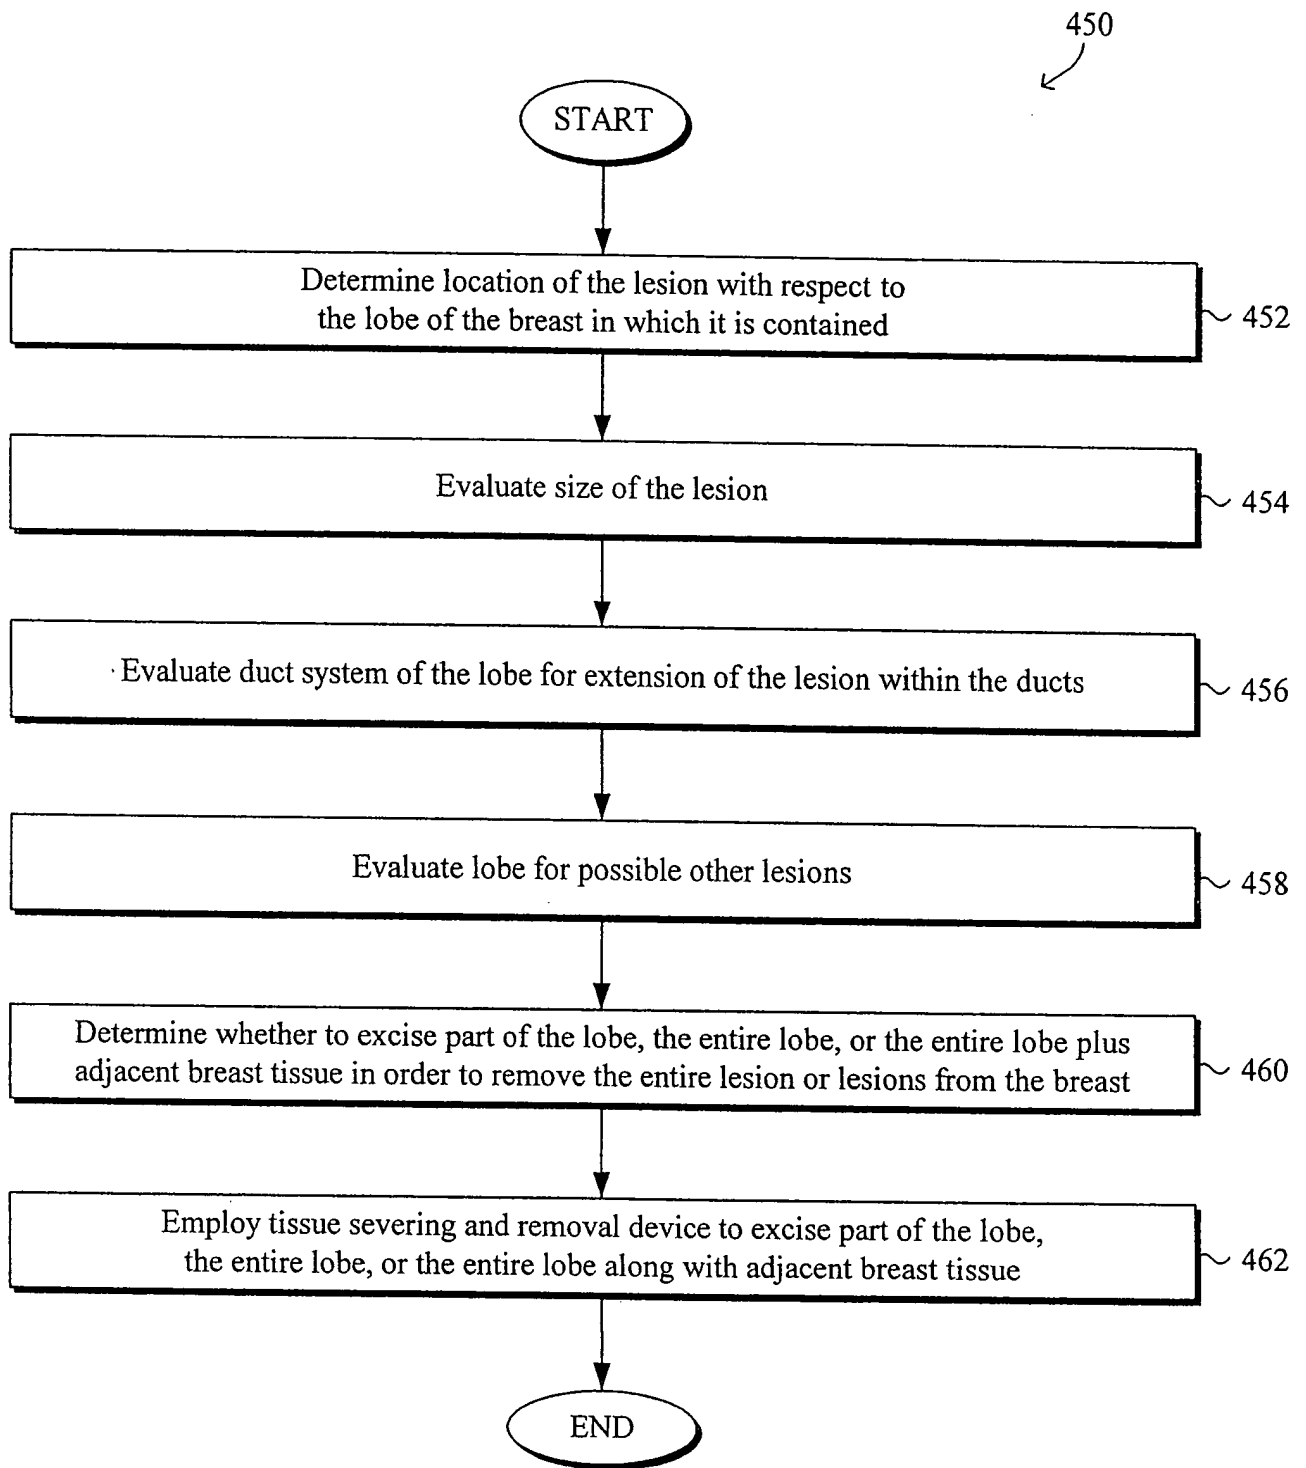 450
START
Determine location of the lesion with respect to
the lobe of the breast in which it is contained
452
Evaluate size of the lesion
454
Evaluate duct system of the lobe for extension of the lesion within the ducts
456
Evaluate lobe for possible other lesions
458
Determine whether to excise part of the lobe, the entire lobe, or the entire lobe plus
adjacent breast tissue in order to remove the entire lesion or lesions from the breast
460
Employ tissue severing and removal device to excise part of the lobe,
the entire lobe, or the entire lobe along with adjacent breast tissue
462
END